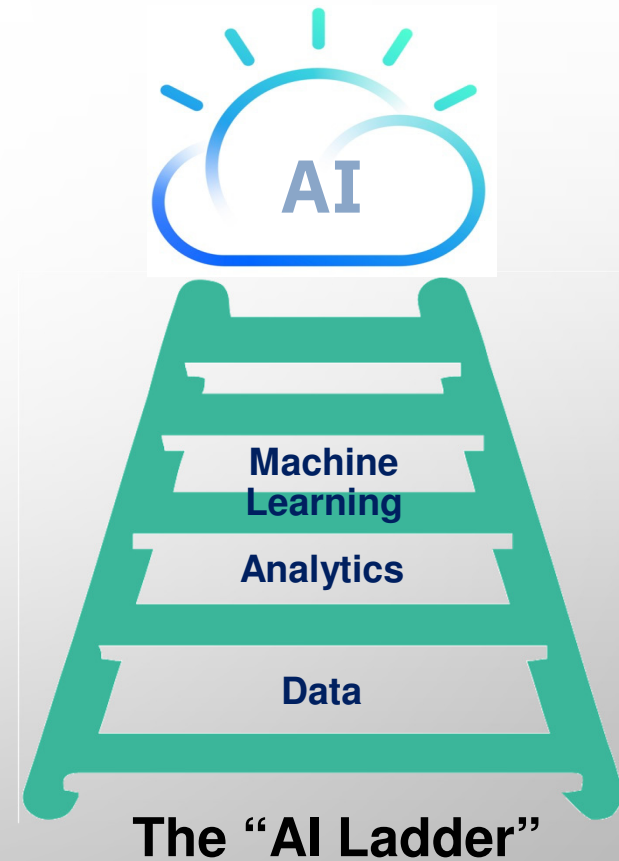 AI
Machine
Learning
Analytics
Data
The “AI Ladder”